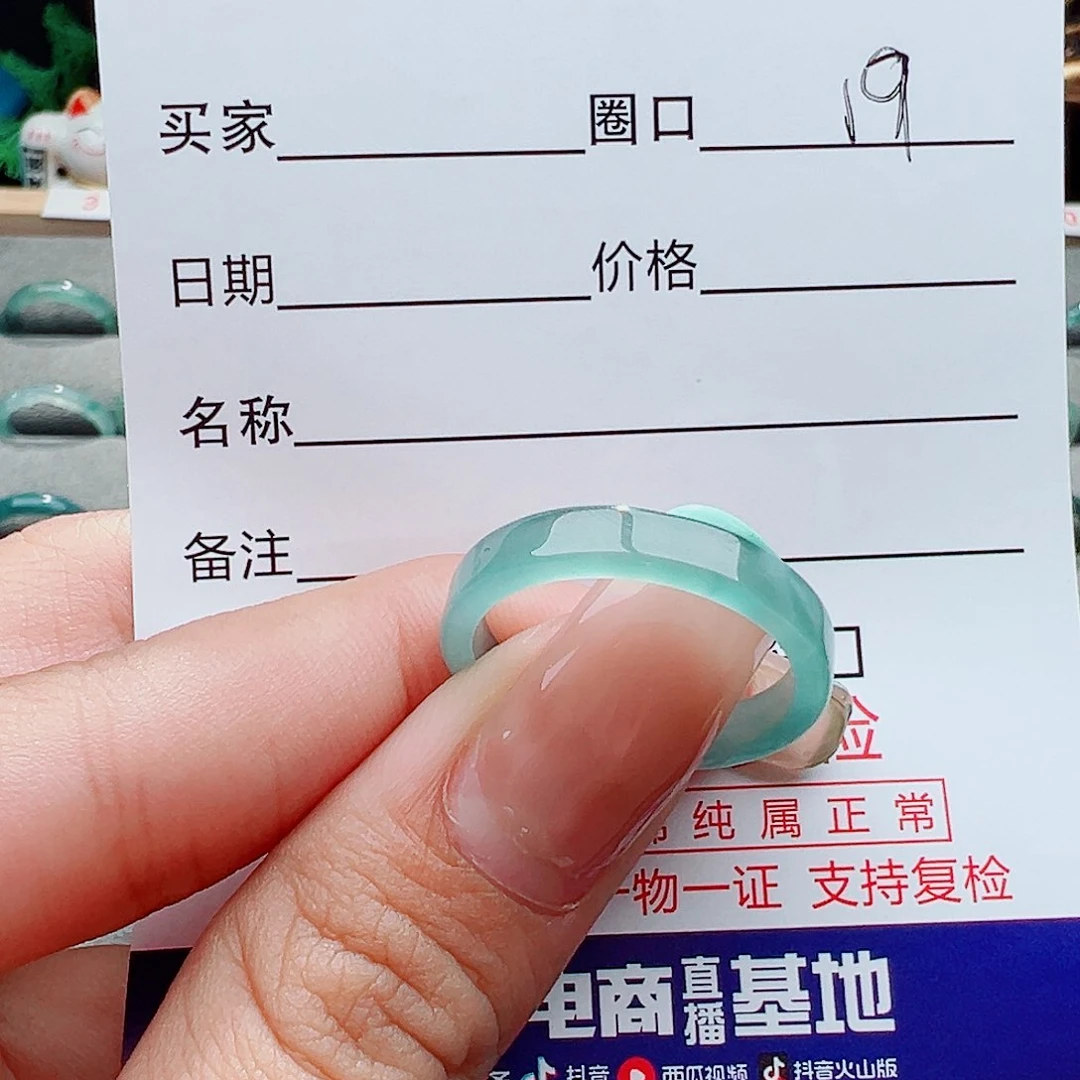 买家 圈口 19
日期 价格
名称
备注
检
纯属正常
物一证 支持复检
电商直播基地
抖音 西瓜视频 抖音火山版